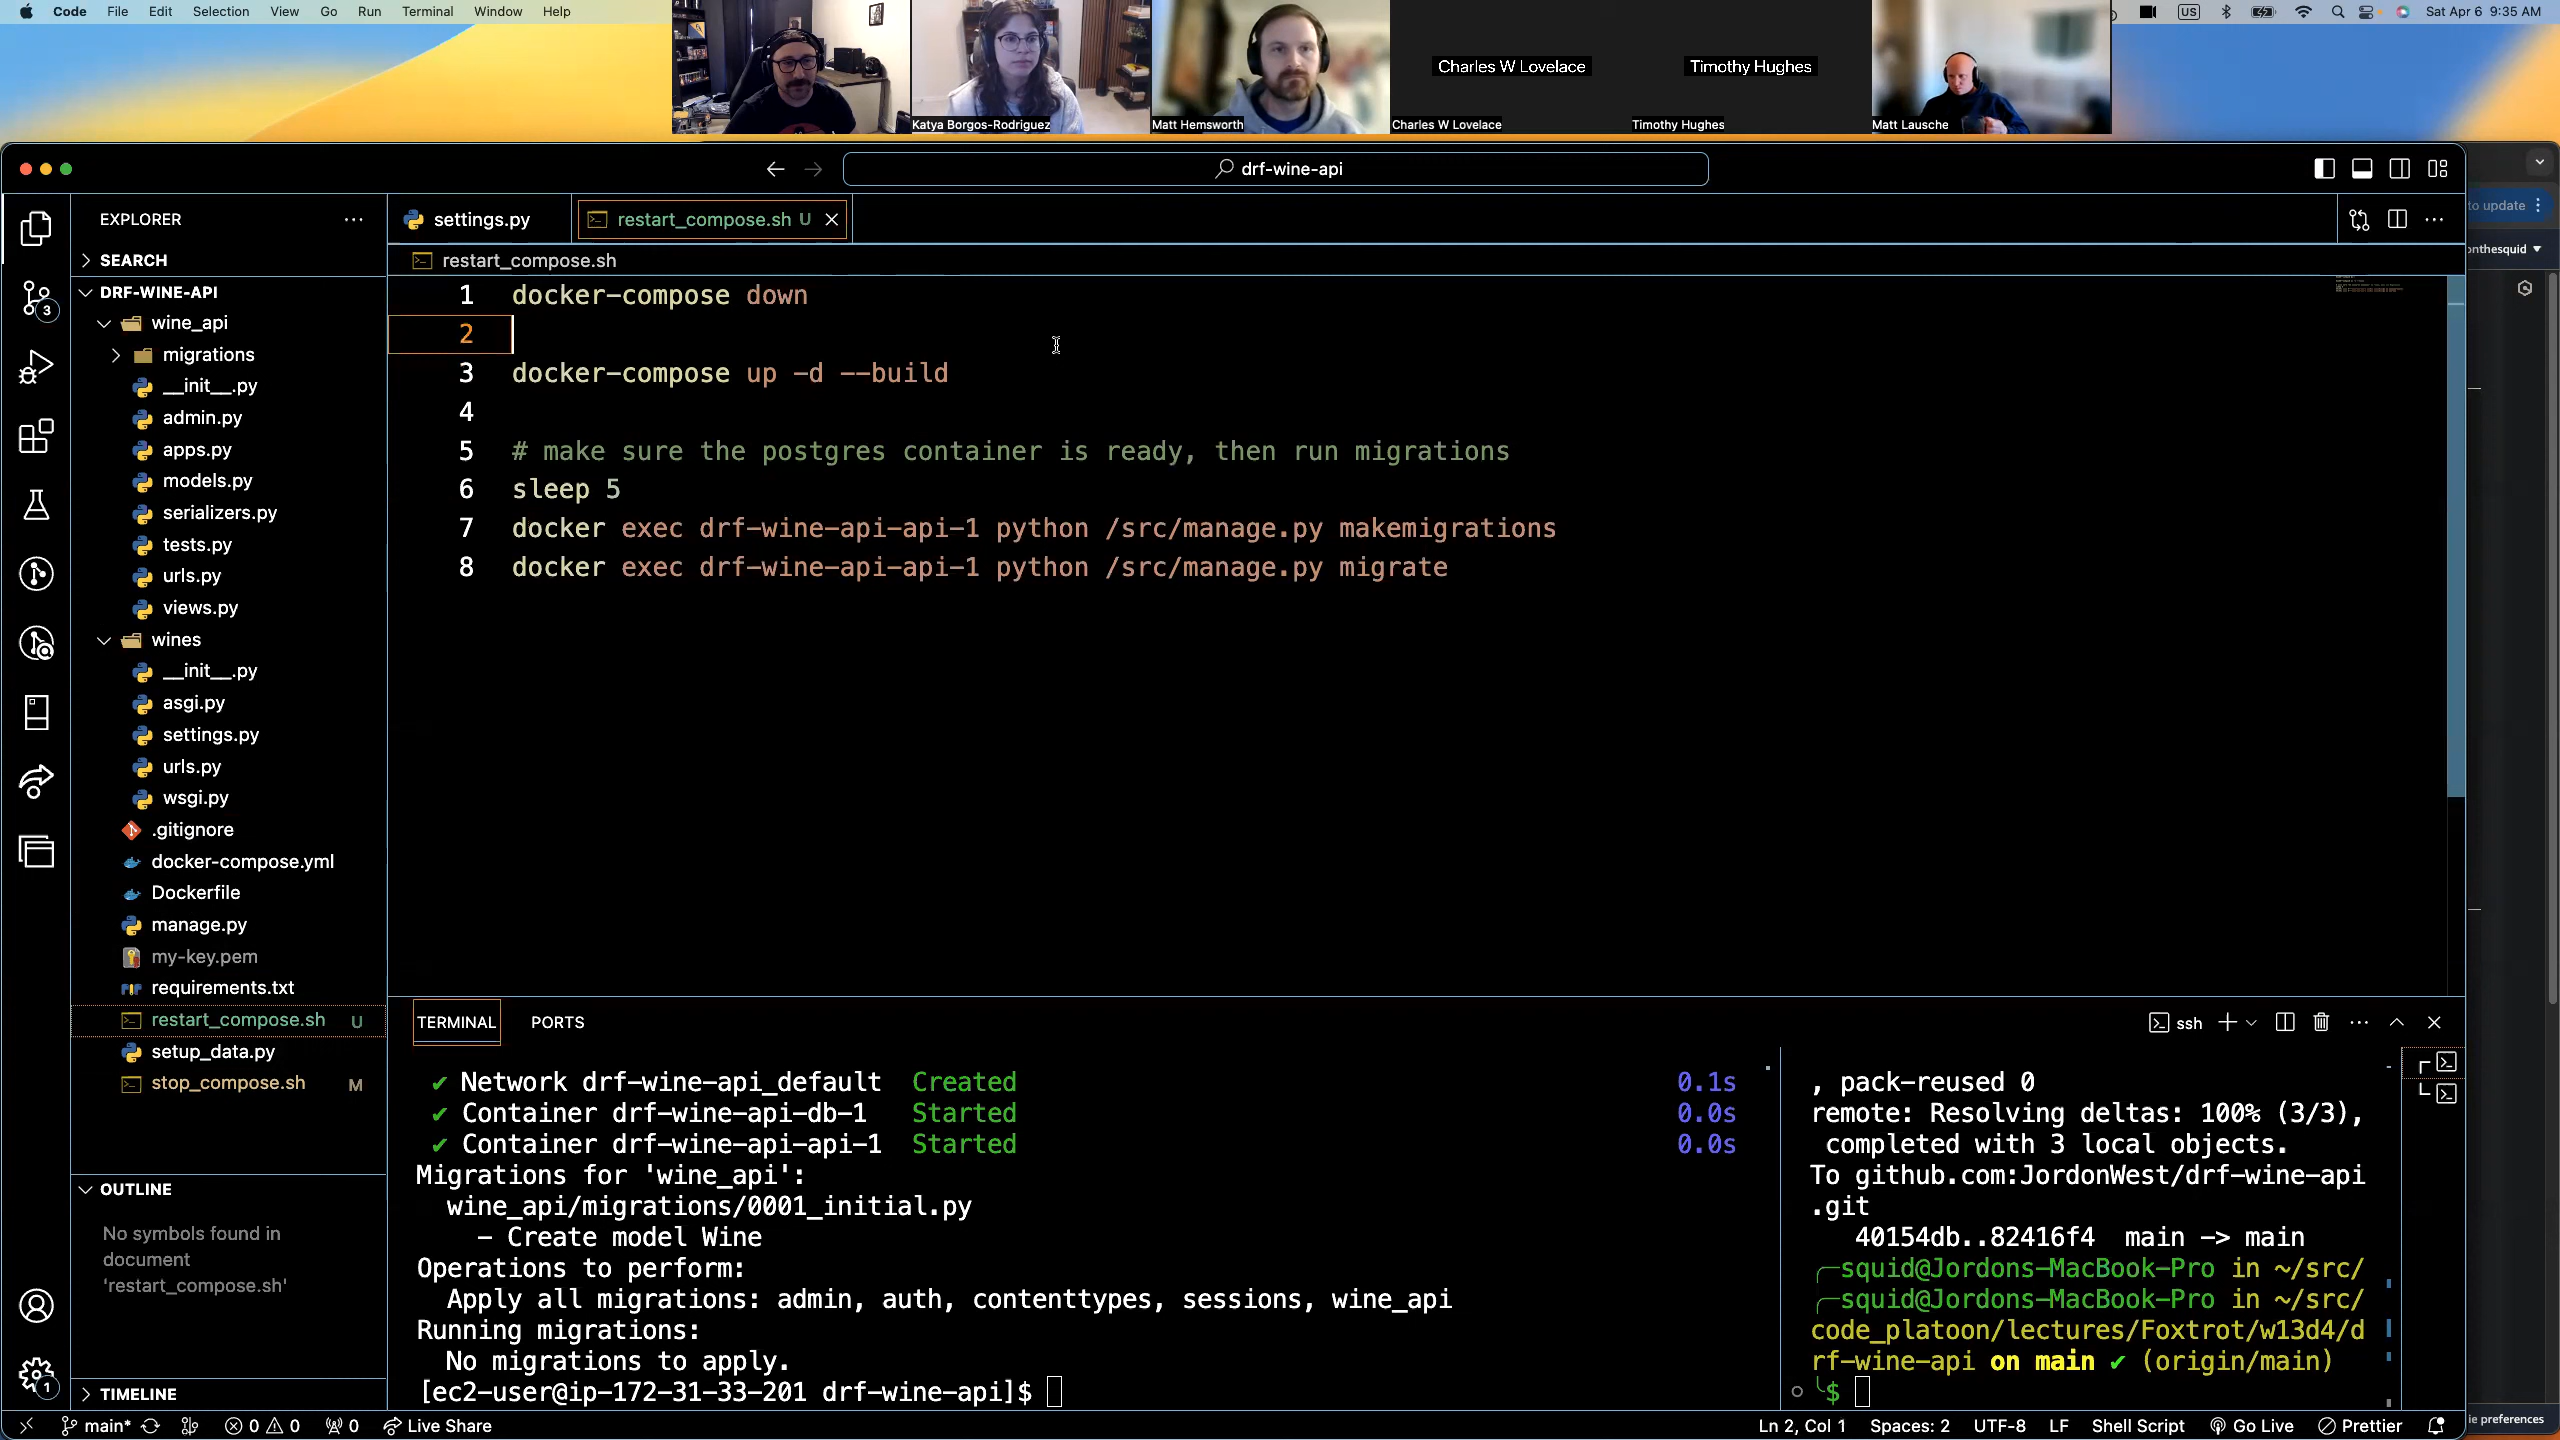 Code File Edit Selection View Go Run Terminal Window Help
US
Sat Apr 6 9:35 AM
Charles W Lovelace
Timothy Hughes
Katya Borgos-Rodriguez
Matt Hemsworth
Charles W Lovelace
Timothy Hughes
Matt Lausche
drf-wine-api
to update
onthesquid
EXPLORER
SEARCH
DRF-WINE-API
wine_api
migrations
__init__.py
admin.py
apps.py
models.py
serializers.py
tests.py
urls.py
views.py
wines
__init__.py
asgi.py
settings.py
urls.py
wsgi.py
.gitignore
docker-compose.yml
Dockerfile
manage.py
my-key.pem
requirements.txt
restart_compose.sh U
setup_data.py
stop_compose.sh M
OUTLINE
No symbols found in
document
'restart_compose.sh'
TIMELINE
3
1
settings.py
restart_compose.sh U
restart_compose.sh
1 docker-compose down
2
3 docker-compose up -d --build
4
5 # make sure the postgres container is ready, then run migrations
6 sleep 5
7 docker exec drf-wine-api-api-1 python /src/manage.py makemigrations
8 docker exec drf-wine-api-api-1 python /src/manage.py migrate
TERMINAL PORTS
ssh
✔ Network drf-wine-api_default Created 0.1s
✔ Container drf-wine-api-db-1 Started 0.0s
✔ Container drf-wine-api-api-1 Started 0.0s
Migrations for 'wine_api':
wine_api/migrations/0001_initial.py
- Create model Wine
Operations to perform:
Apply all migrations: admin, auth, contenttypes, sessions, wine_api
Running migrations:
No migrations to apply.
[ec2-user@ip-172-31-33-201 drf-wine-api]$
, pack-reused 0
remote: Resolving deltas: 100% (3/3),
completed with 3 local objects.
To github.com:JordonWest/drf-wine-api
.git
40154db..82416f4 main -> main
squid@Jordons-MacBook-Pro in ~/src/
squid@Jordons-MacBook-Pro in ~/src/
code_platoon/lectures/Foxtrot/w13d4/d
rf-wine-api on main ✔ (origin/main)
$
main* 0 0 0 Live Share
Ln 2, Col 1 Spaces: 2 UTF-8 LF Shell Script Go Live Prettier
ie preferences